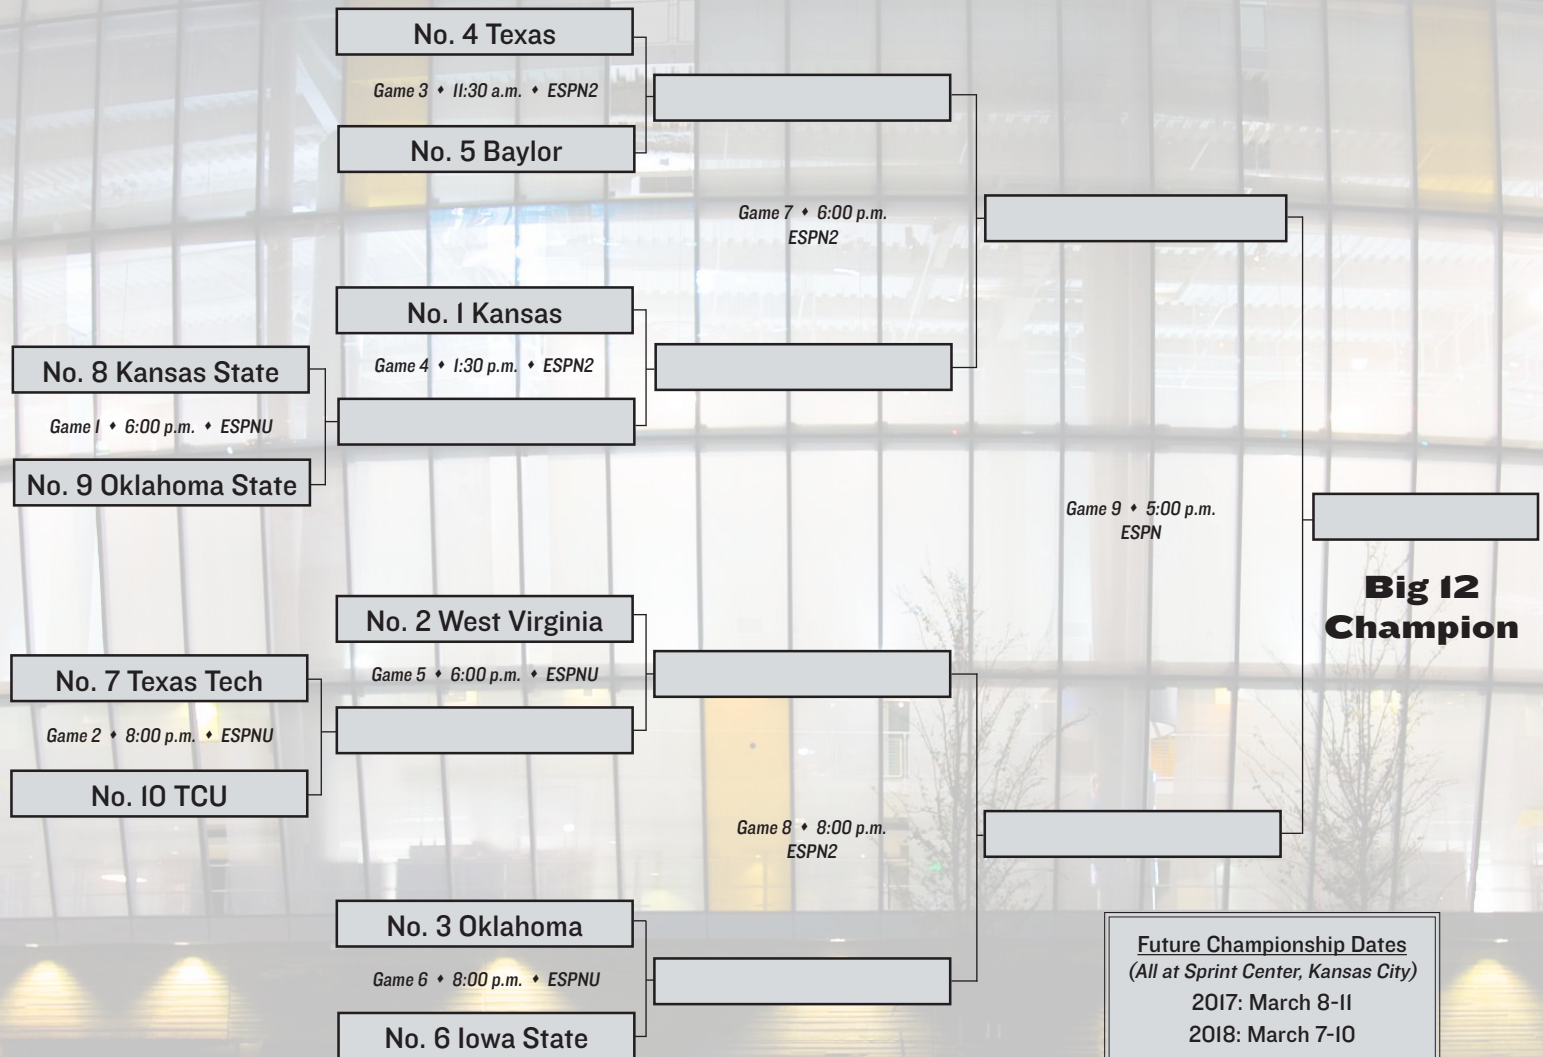 No. 4 Texas
Game 3 ♦ 11:30 a.m. ♦ ESPN2
No. 5 Baylor
Game 7 ♦ 6:00 p.m.
ESPN2
No. 1 Kansas
Game 4 ♦ 1:30 p.m. ♦ ESPN2
No. 8 Kansas State
Game 1 ♦ 6:00 p.m. ♦ ESPNU
No. 9 Oklahoma State
Game 9 ♦ 5:00 p.m.
ESPN
Big 12
Champion
No. 2 West Virginia
Game 5 ♦ 6:00 p.m. ♦ ESPNU
No. 7 Texas Tech
Game 2 ♦ 8:00 p.m. ♦ ESPNU
No. 10 TCU
Game 8 ♦ 8:00 p.m.
ESPN2
No. 3 Oklahoma
Game 6 ♦ 8:00 p.m. ♦ ESPNU
No. 6 Iowa State
Future Championship Dates
(All at Sprint Center, Kansas City)
2017: March 8-11
2018: March 7-10